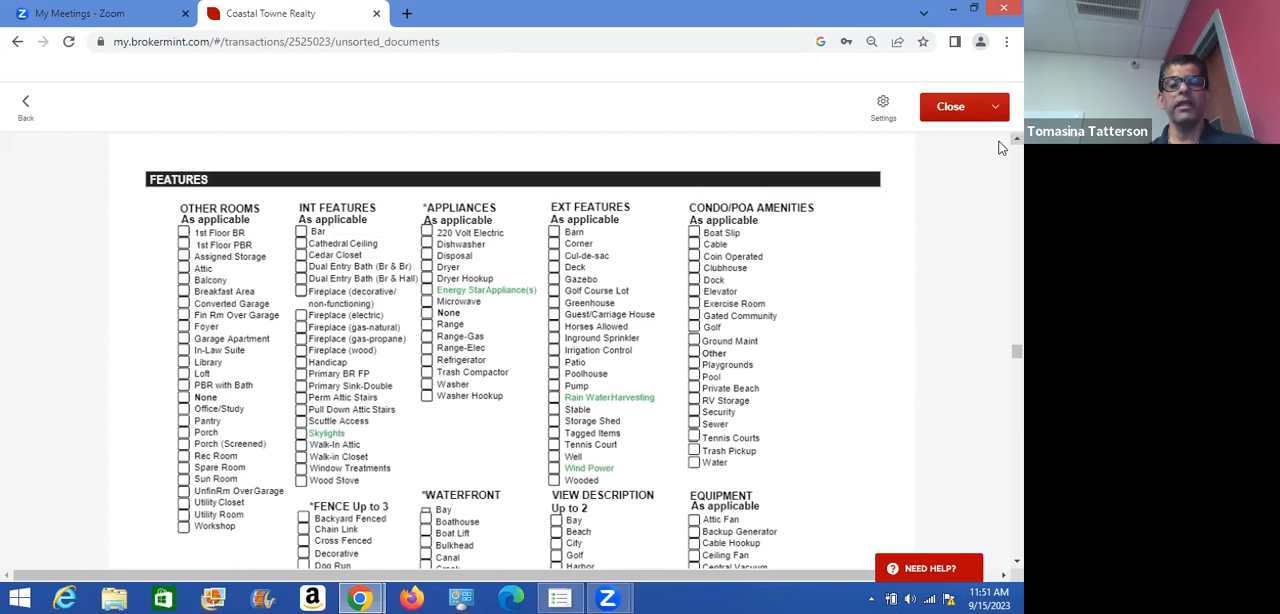 My Meetings - Zoom
Coastal Towne Realty
my.brokermint.com/#/transactions/2525023/unsorted_documents
Back
Settings
Close
Tomasina Tatterson
FEATURES
OTHER ROOMS
As applicable
1st Floor BR
1st Floor PBR
Assigned Storage
Attic
Balcony
Breakfast Area
Converted Garage
Fin Rm Over Garage
Foyer
Garage Apartment
In-Law Suite
Library
Loft
PBR with Bath
None
Office/Study
Pantry
Porch
Porch (Screened)
Rec Room
Spare Room
Sun Room
UnfinRm OverGarage
Utility Closet
Utility Room
Workshop
INT FEATURES
As applicable
Bar
Cathedral Ceiling
Cedar Closet
Dual Entry Bath (Br & Br)
Dual Entry Bath (Br & Hall)
Fireplace (decorative/
non-functioning)
Fireplace (electric)
Fireplace (gas-natural)
Fireplace (gas-propane)
Fireplace (wood)
Handicap
Primary BR FP
Primary Sink-Double
Perm Attic Stairs
Pull Down Attic Stairs
Scuttle Access
Skylights
Walk-In Attic
Walk-in Closet
Window Treatments
Wood Stove
*FENCE Up to 3
Backyard Fenced
Chain Link
Cross Fenced
Decorative
Dog Run
*APPLIANCES
As applicable
220 Volt Electric
Dishwasher
Disposal
Dryer
Dryer Hookup
Energy StarAppliance(s)
Microwave
None
Range
Range-Gas
Range-Elec
Refrigerator
Trash Compactor
Washer
Washer Hookup
*WATERFRONT
Bay
Boathouse
Boat Lift
Bulkhead
Canal
Creek
EXT FEATURES
As applicable
Barn
Corner
Cul-de-sac
Deck
Gazebo
Golf Course Lot
Greenhouse
Guest/Carriage House
Horses Allowed
Inground Sprinkler
Irrigation Control
Patio
Poolhouse
Pump
Rain WaterHarvesting
Stable
Storage Shed
Tagged Items
Tennis Court
Well
Wind Power
Wooded
VIEW DESCRIPTION
Up to 2
Bay
Beach
City
Golf
Harbor
CONDO/POA AMENITIES
As applicable
Boat Slip
Cable
Coin Operated
Clubhouse
Dock
Elevator
Exercise Room
Gated Community
Golf
Ground Maint
Other
Playgrounds
Pool
Private Beach
RV Storage
Security
Sewer
Tennis Courts
Trash Pickup
Water
EQUIPMENT
As applicable
Attic Fan
Backup Generator
Cable Hookup
Ceiling Fan
Central Vacuum
NEED HELP?
11:51 AM
9/15/2023